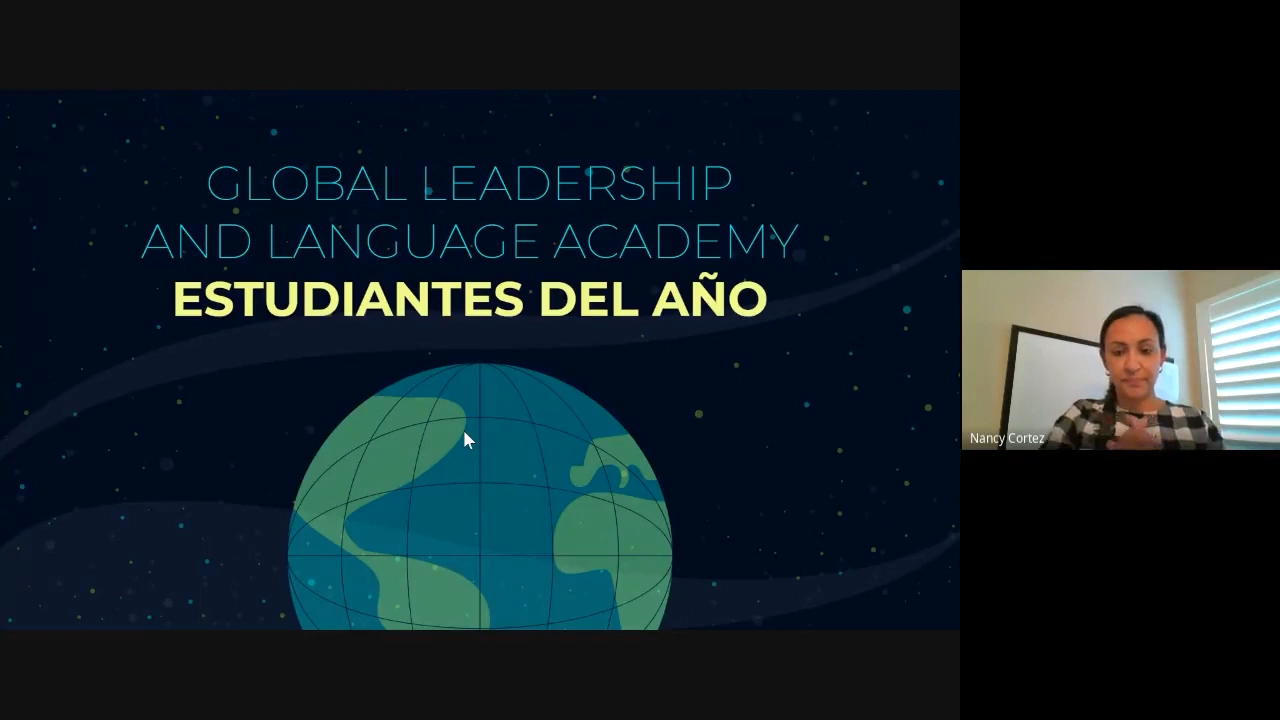 GLOBAL LEADERSHIP
AND LANGUAGE ACADEMY
ESTUDIANTES DEL AÑO
Nancy Cortez